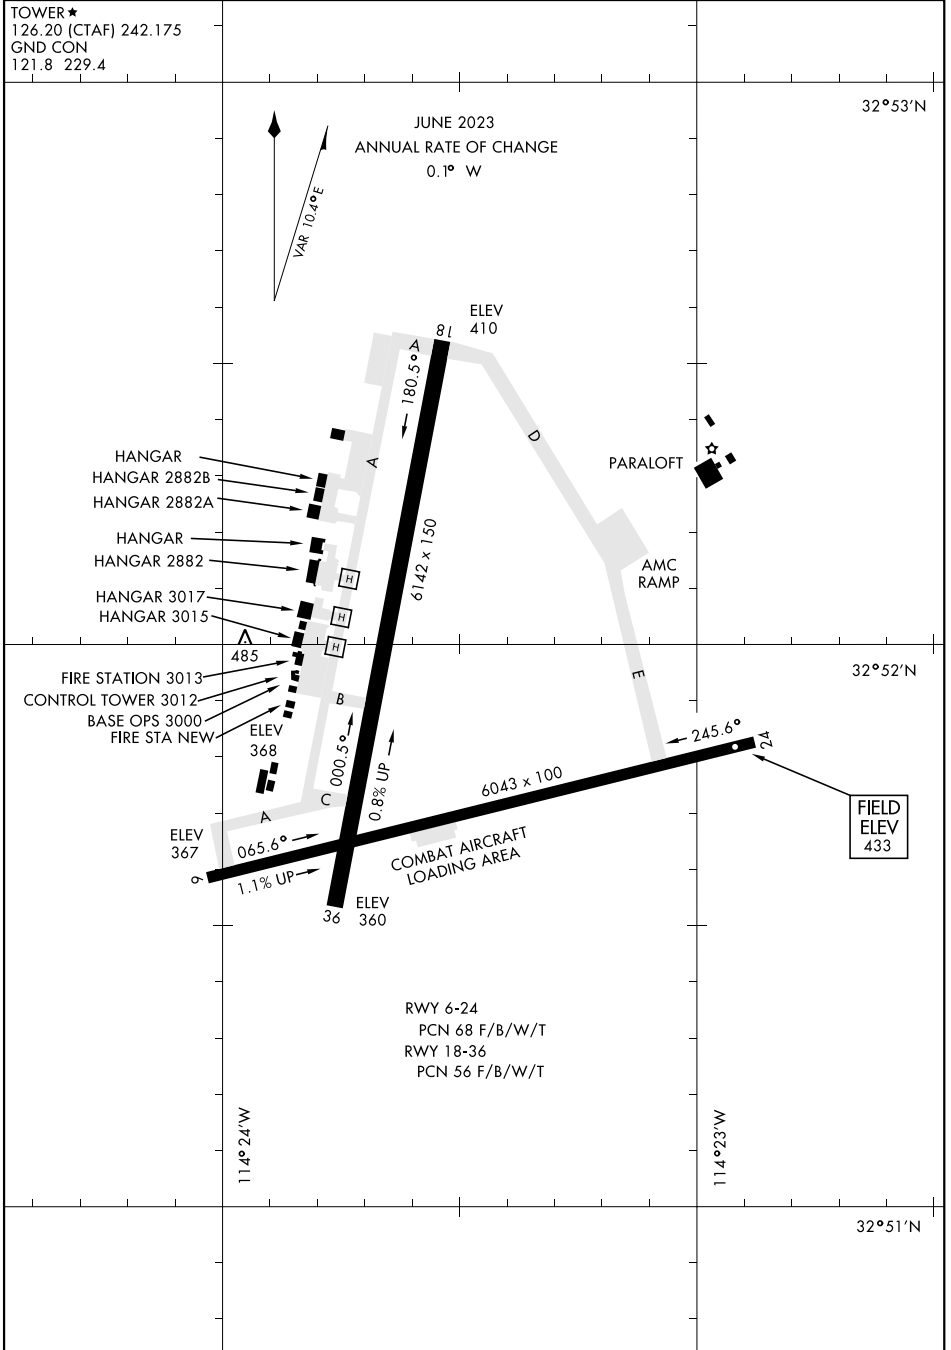 TOWER★
126.20 (CTAF) 242.175
GND CON
121.8 229.4
32°53'N
JUNE 2023
ANNUAL RATE OF CHANGE
0.1° W
VAR 10.4°E
ELEV
410
18
A
180.5°
D
A
HANGAR
HANGAR 2882B
HANGAR 2882A
HANGAR
HANGAR 2882
HANGAR 3017
HANGAR 3015
PARALOFT
6142 x 150
AMC
RAMP
H
H
H
485
32°52'N
FIRE STATION 3013
CONTROL TOWER 3012
BASE OPS 3000
FIRE STA NEW
E
B
ELEV
368
000.5°
0.8% UP
245.6°
24
6043 x 100
C
A
FIELD
ELEV
433
ELEV
367
065.6°
1.1% UP
6
COMBAT AIRCRAFT
LOADING AREA
36
ELEV
360
RWY 6-24
PCN 68 F/B/W/T
RWY 18-36
PCN 56 F/B/W/T
114°24'W
114°23'W
32°51'N